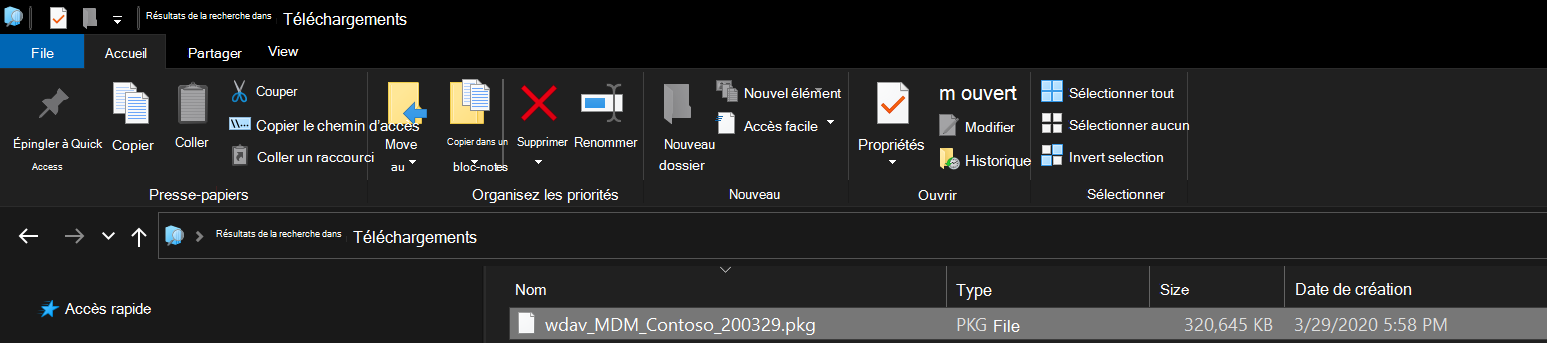 Résultats de la recherche dans Téléchargements
File Accueil Partager View
Épingler à Quick Access
Copier
Coller
Couper
Copier le chemin d'accès
Coller un raccourci
Presse-papiers
Move au
Copier dans un bloc-notes
Supprimer
Renommer
Organisez les priorités
Nouveau dossier
Nouvel élément
Accès facile
Nouveau
Propriétés
m ouvert
Modifier
Historique
Ouvrir
Sélectionner tout
Sélectionner aucun
Invert selection
Sélectionner
Résultats de la recherche dans Téléchargements
Accès rapide
Nom Type Size Date de création
wdav_MDM_Contoso_200329.pkg PKG File 320,645 KB 3/29/2020 5:58 PM